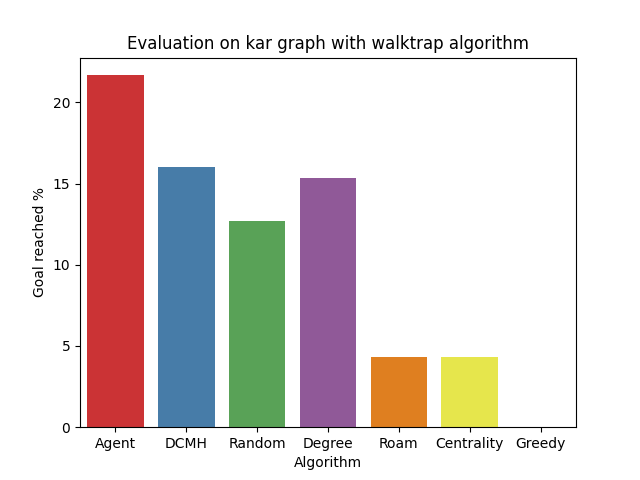 Evaluation on kar graph with walktrap algorithm
Goal reached %
20
15
10
5
0
Agent DCMH Random Degree Roam Centrality Greedy
Algorithm